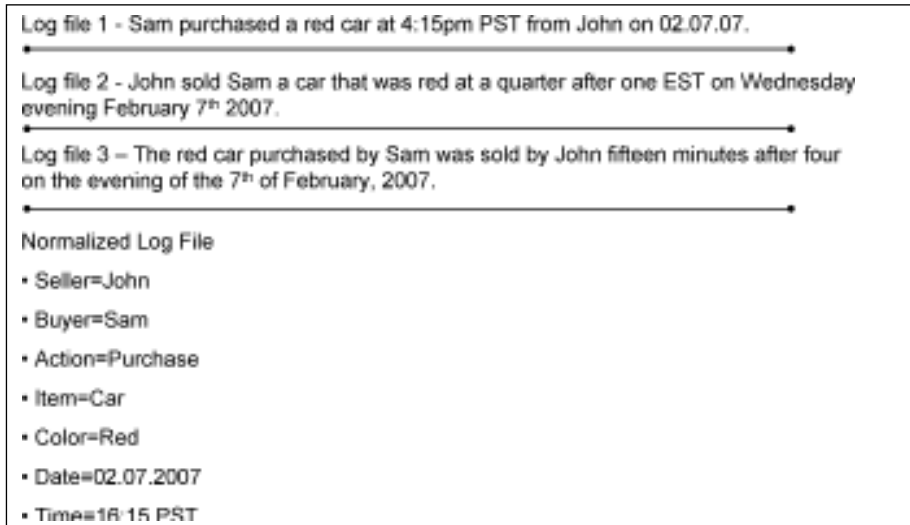 Log file 1 - Sam purchased a red car at 4:15pm PST from John on 02.07.07.
Log file 2 - John sold Sam a car that was red at a quarter after one EST on Wednesday
evening February 7th 2007.
Log file 3 – The red car purchased by Sam was sold by John fifteen minutes after four
on the evening of the 7th of February, 2007.
Normalized Log File
• Seller=John
• Buyer=Sam
• Action=Purchase
• Item=Car
• Color=Red
• Date=02.07.2007
• Time=16:15 PST